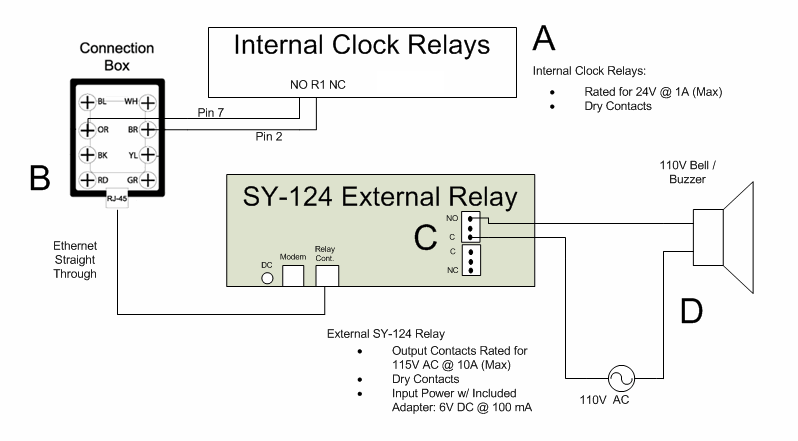 Connection
Box
Internal Clock Relays
NO R1 NC
A
Internal Clock Relays:
• Rated for 24V @ 1A (Max)
• Dry Contacts
BL WH
OR BR
BK YL
RD GR
RJ-45
Pin 7
Pin 2
B
Ethernet
Straight
Through
SY-124 External Relay
NO
C
C
NC
C
DC
Modem
Relay
Cont.
110V Bell /
Buzzer
D
110V AC
External SY-124 Relay
• Output Contacts Rated for
115V AC @ 10A (Max)
• Dry Contacts
• Input Power w/ Included
Adapter: 6V DC @ 100 mA